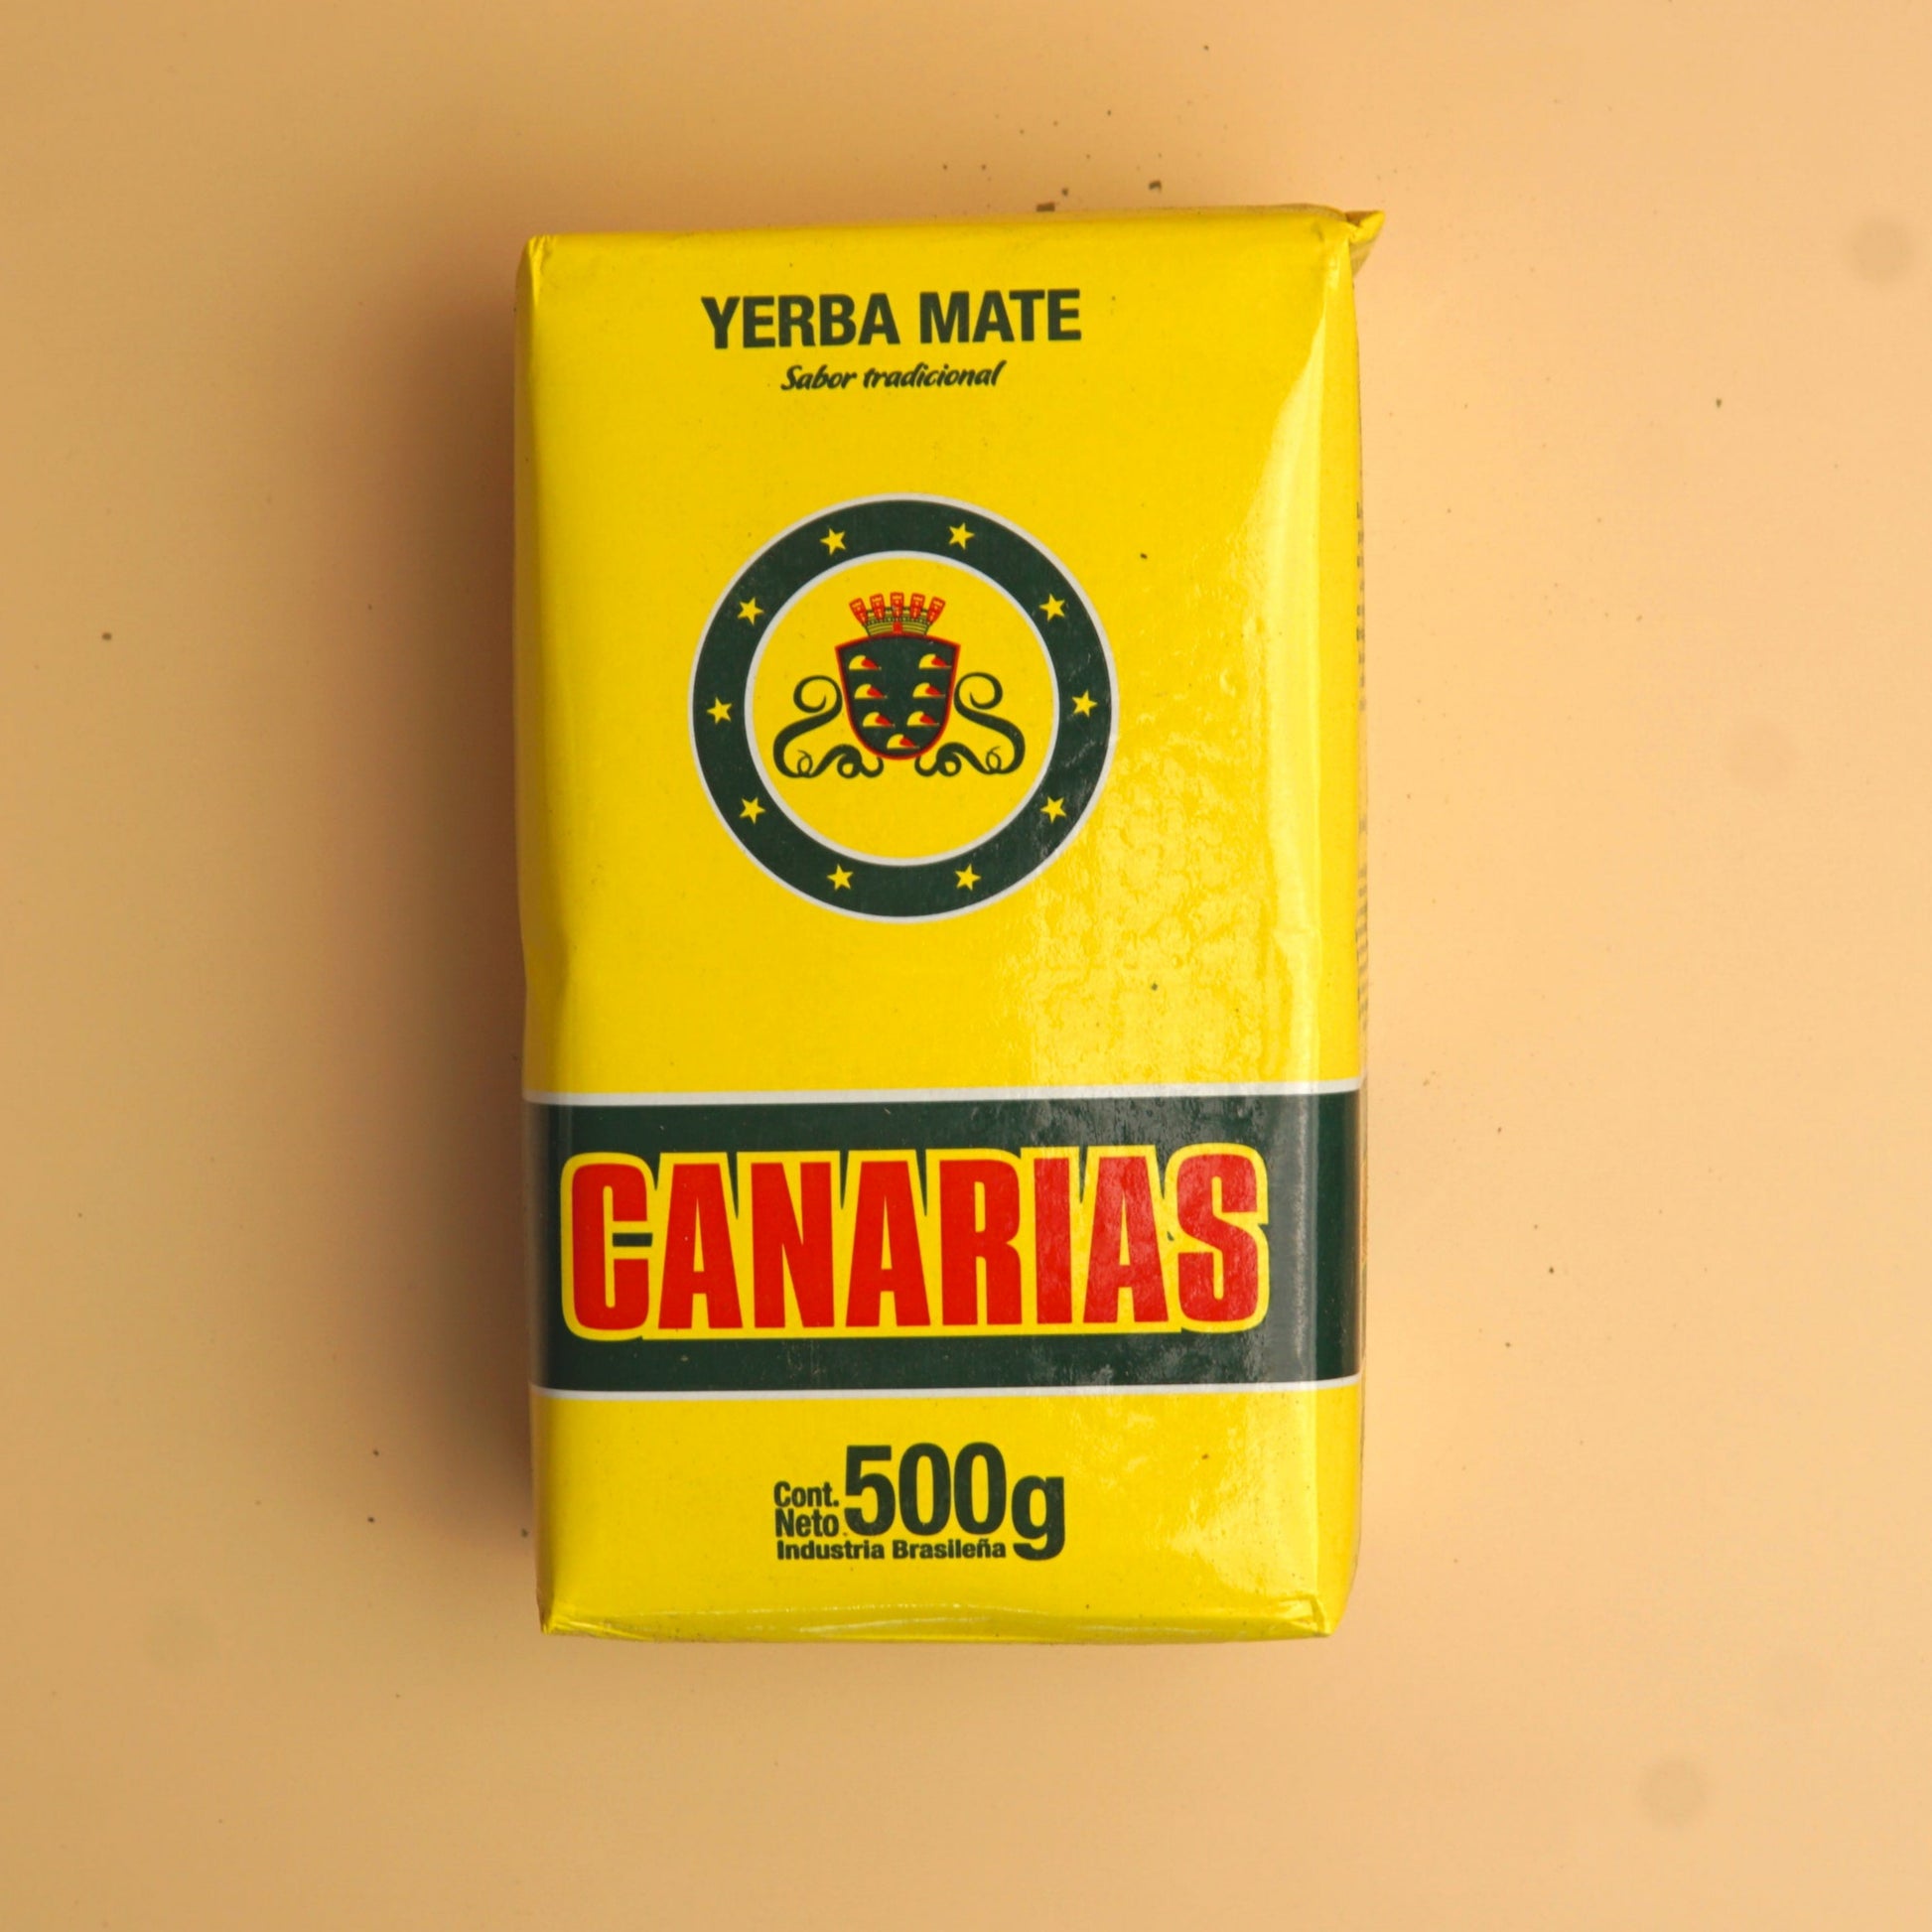 YERBA MATE
Sabor tradicional
CANARIAS
Cont.
Neto 500g
Industria Brasileña